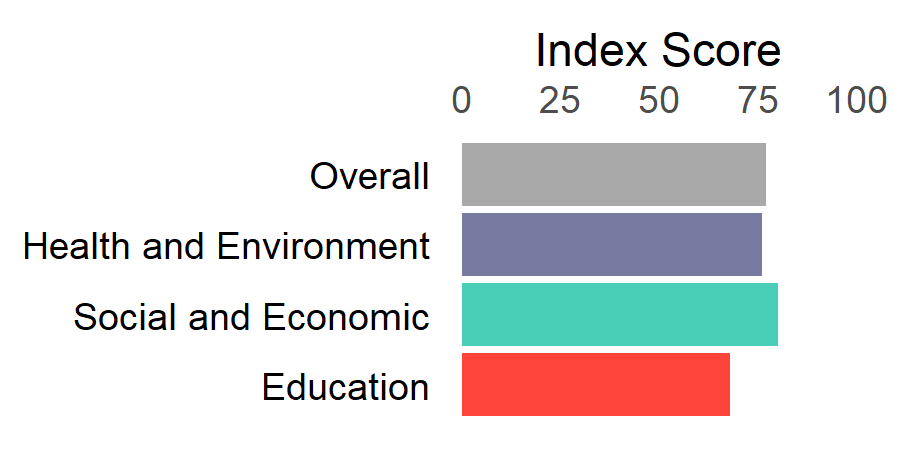 Index Score
0 25 50 75 100
Overall
Health and Environment
Social and Economic
Education